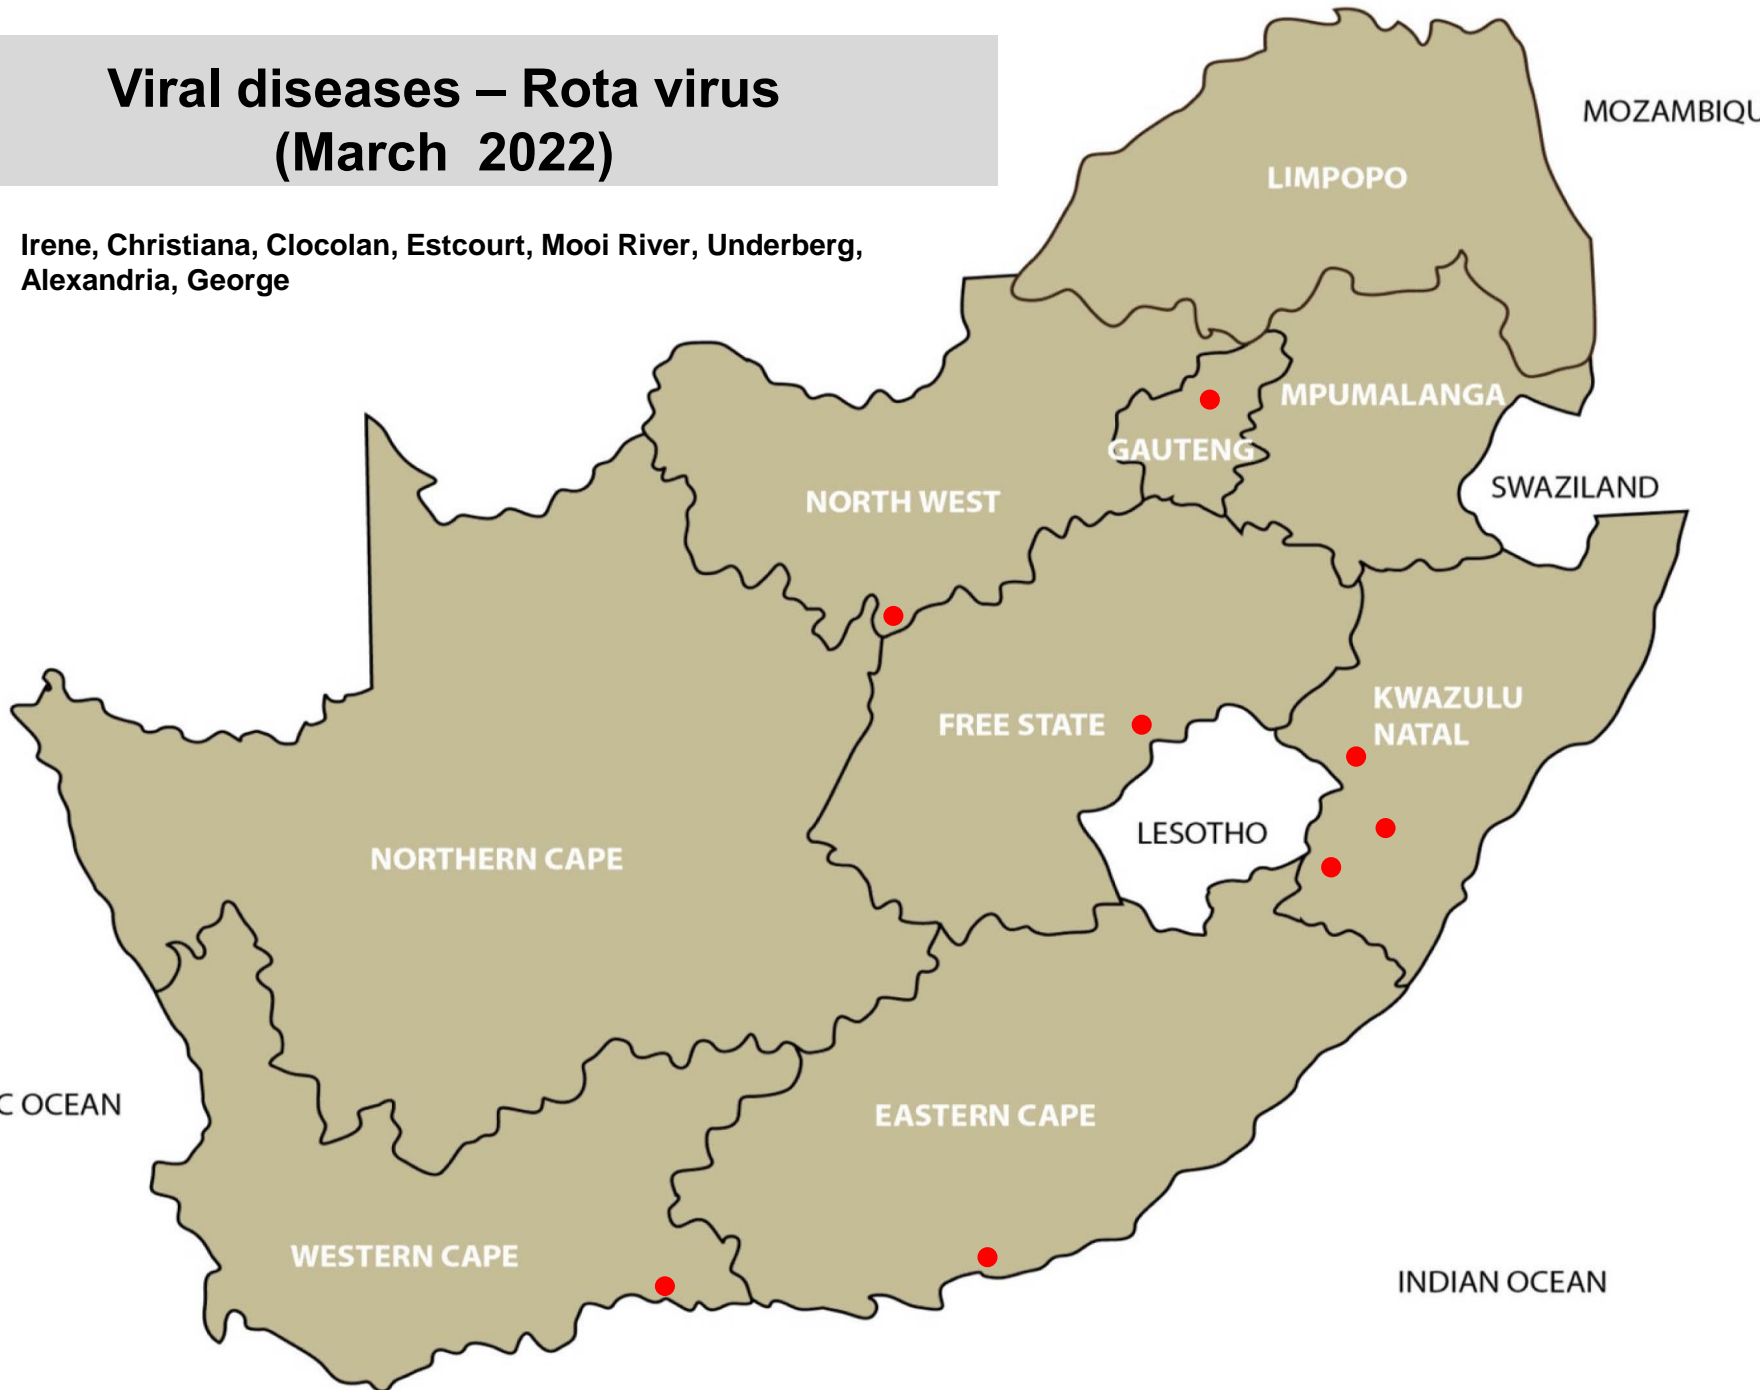 Viral diseases – Rota virus
(March  2022)
Irene, Christiana, Clocolan, Estcourt, Mooi River, Underberg,
Alexandria, George
MOZAMBIQU
LIMPOPO
MPUMALANGA
GAUTENG
SWAZILAND
NORTH WEST
KWAZULU
NATAL
FREE STATE
LESOTHO
NORTHERN CAPE
C OCEAN
EASTERN CAPE
WESTERN CAPE
INDIAN OCEAN